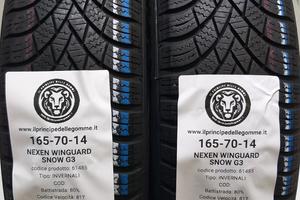 www.ilprincipedellegomme.it
165-70-14
NEXEN WINGUARD
SNOW G3
codice prodotto: 61485
Tipo: INVERNALI
COD:
Battistrada: 80%
Codice Velocità: 81T
www.ilprincipedellegomme.it
165-70-14
NEXEN WINGUARD
SNOW G3
codice prodotto: 61485
Tipo: INVERNALI
COD:
Battistrada: 80%
Codice Velocità: 81T